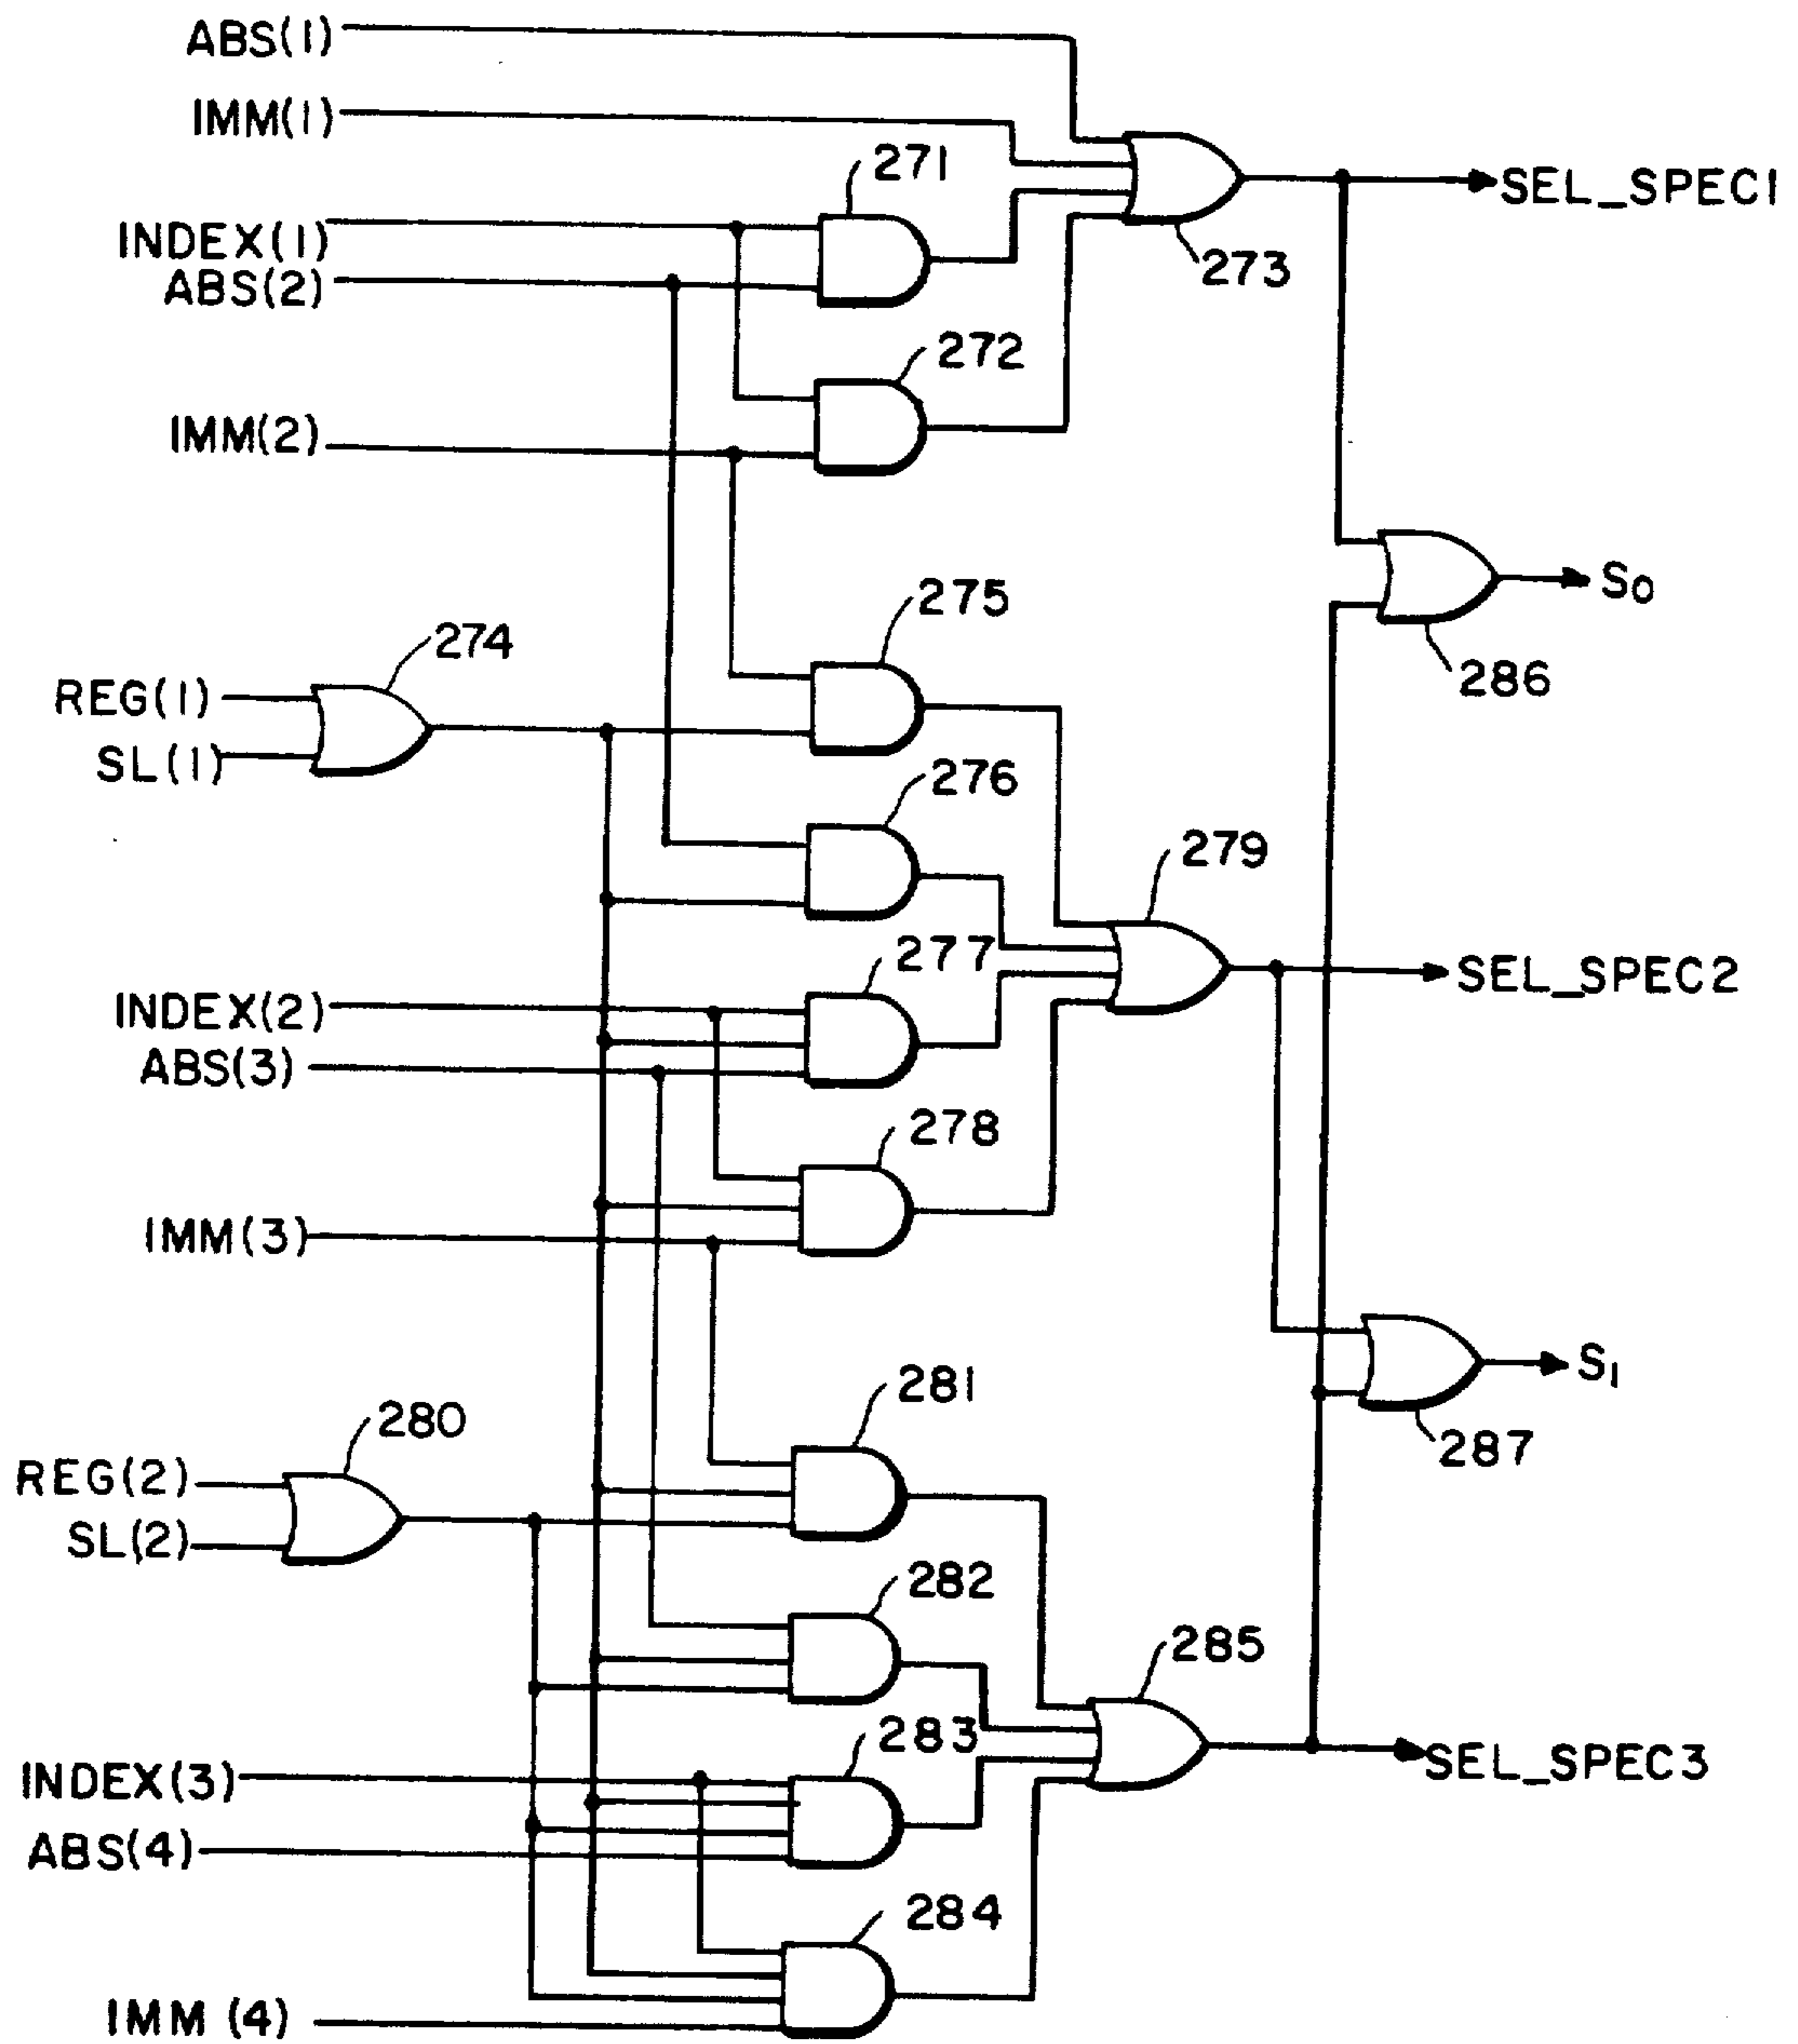 ABS(1)
IMM(1)
271
SEL_SPEC1
INDEX(1)
273
ABS(2)
272
IMM(2)
275
S0
274
286
REG(1)
SL(1)
276
279
277
SEL_SPEC2
INDEX(2)
ABS(3)
278
IMM(3)
281
S1
280
287
REG(2)
SL(2)
282
285
283
SEL_SPEC3
INDEX(3)
ABS(4)
284
IMM (4)